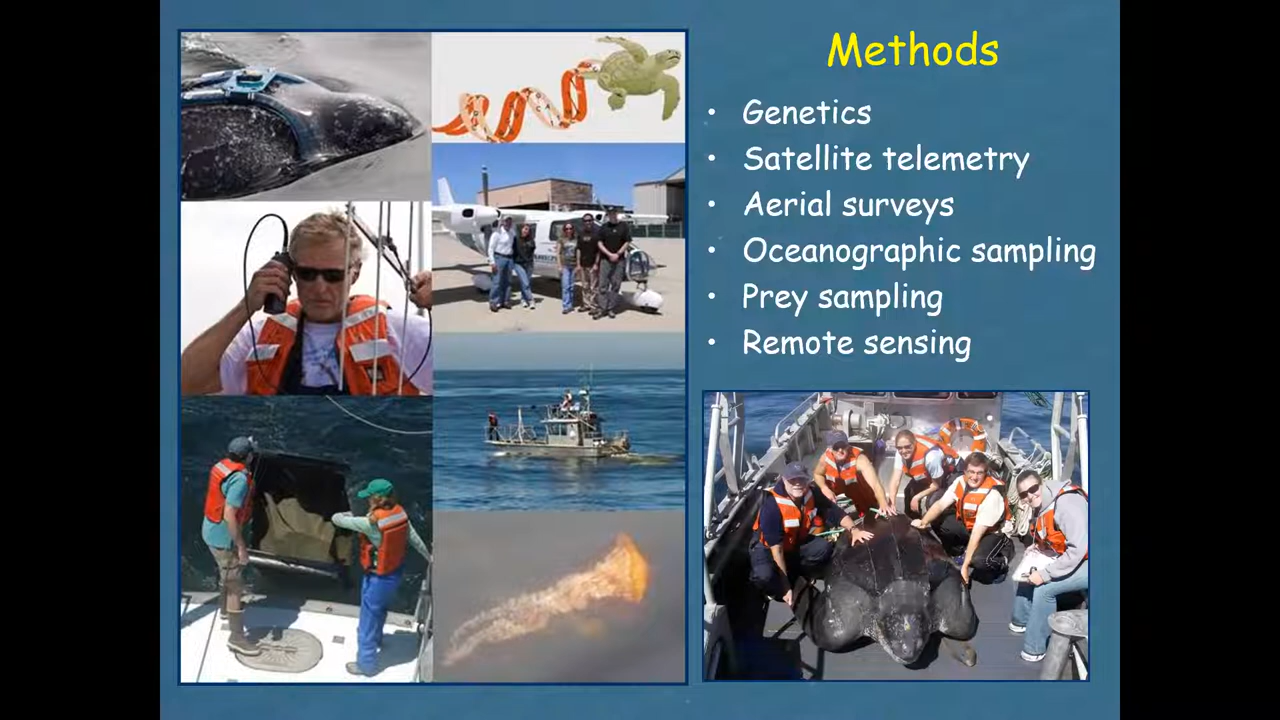 Methods
• Genetics
• Satellite telemetry
• Aerial surveys
• Oceanographic sampling
• Prey sampling
• Remote sensing